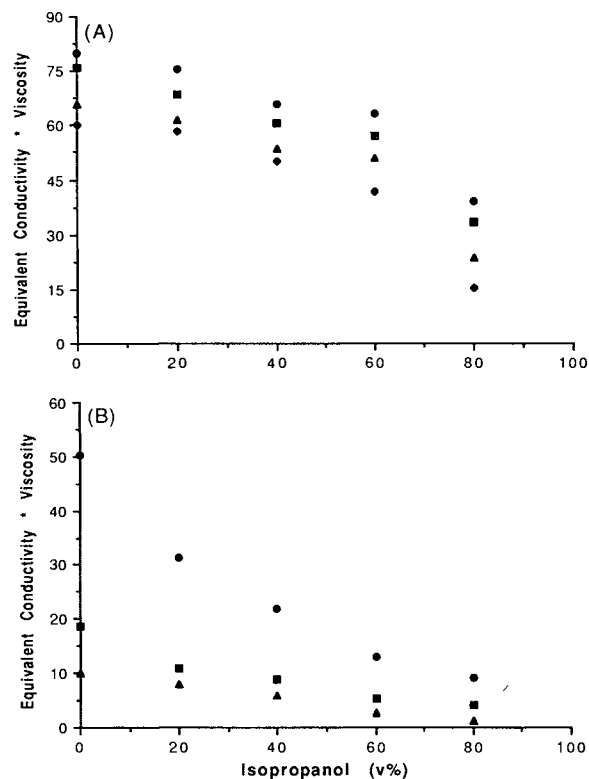 (A)
Equivalent Conductivity * Viscosity
90
75
60
45
30
15
0
0 20 40 60 80 100
(B)
Equivalent Conductivity * Viscosity
60
50
40
30
20
10
0
0 20 40 60 80 100
Isopropanol (v%)